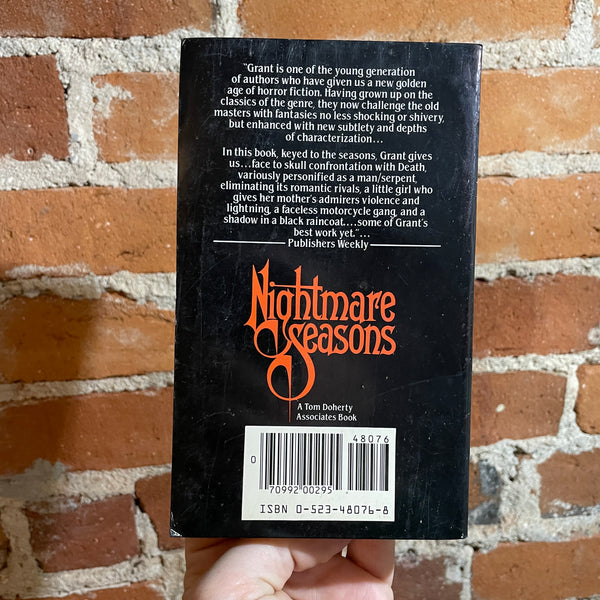 "Grant is one of the young generation
of authors who have given us a new golden
age of horror fiction. Having grown up on the
classics of the genre, they now challenge the old
masters with fantasies no less shocking or shivery,
but enhanced with new subtlety and depths
of characterization...
In this book, keyed to the seasons, Grant gives
us...face to skull confrontation with Death,
variously personified as a man/serpent,
eliminating its romantic rivals, a little girl who
gives her mother's admirers violence and
lightning, a faceless motorcycle gang, and a
shadow in a black raincoat....some of Grant's
best work yet."...
Publishers Weekly
Nightmare
Seasons
A Tom Doherty
Associates Book
48076
0
70992 00295
ISBN 0-523-48076-8